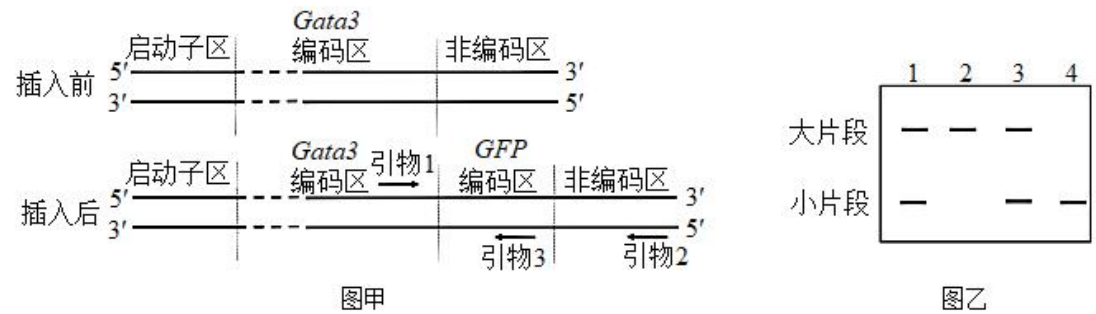 Gata3
启动子区 编码区 非编码区
插入前 5′ 3′
3′ 5′
Gata3 引物1 GFP
启动子区 编码区 编码区 非编码区
插入后 5′ 3′
3′ 5′
引物3 引物2
图甲
1 2 3 4
大片段
小片段
图乙